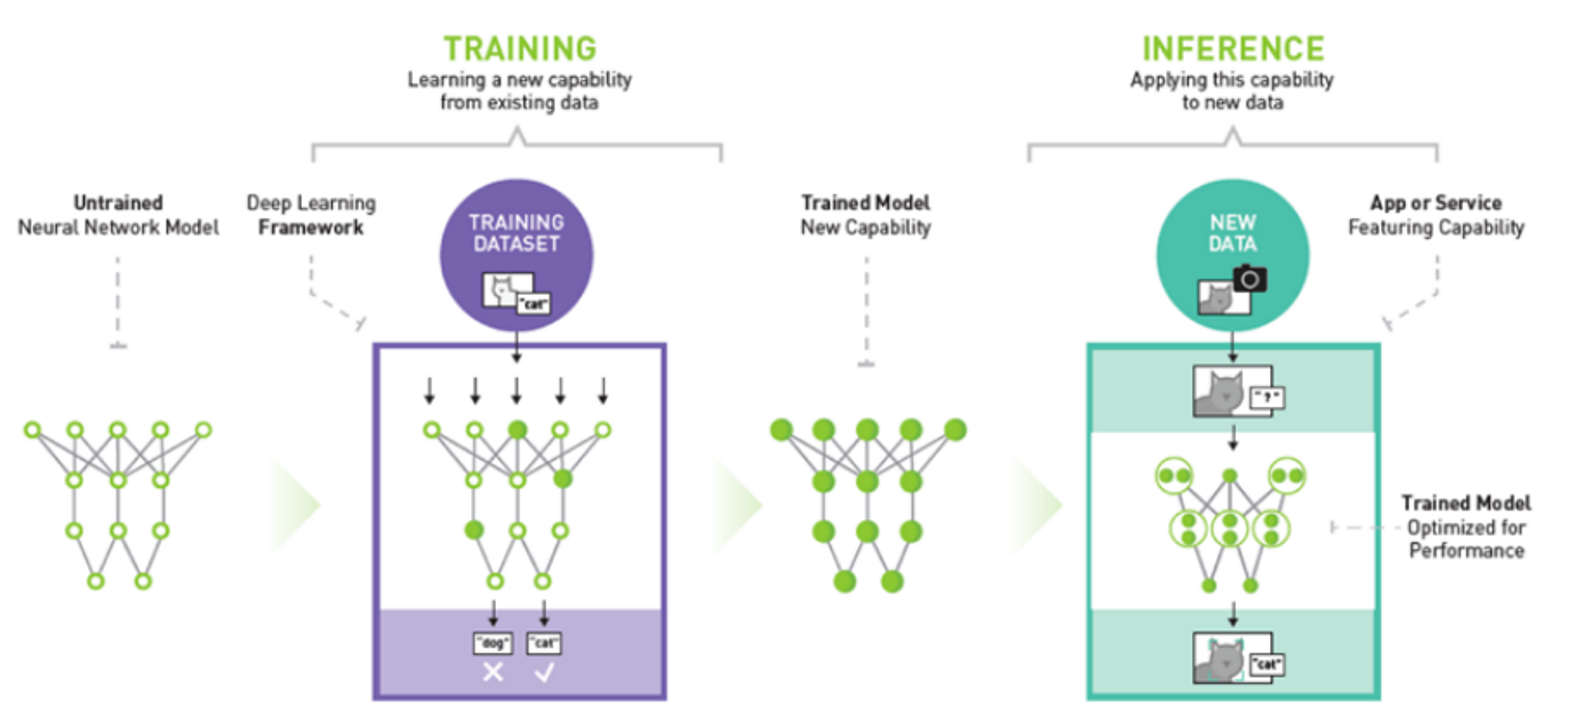 TRAINING
Learning a new capability
from existing data
INFERENCE
Applying this capability
to new data
Untrained
Neural Network Model
Deep Learning
Framework
TRAINING
DATASET
"cat"
Trained Model
New Capability
NEW
DATA
App or Service
Featuring Capability
"?"
Trained Model
Optimized for
Performance
"dog"
"cat"
"cat"